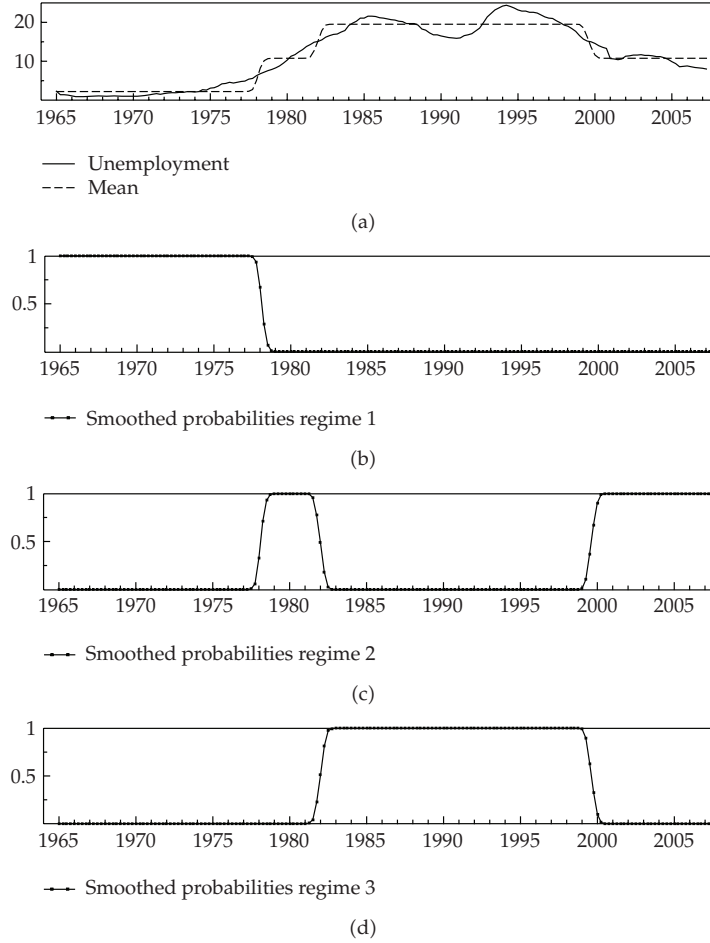 20
10
1965 1970 1975 1980 1985 1990 1995 2000 2005
Unemployment
Mean
(a)
1
0.5
1965 1970 1975 1980 1985 1990 1995 2000 2005
Smoothed probabilities regime 1
(b)
1
0.5
1965 1970 1975 1980 1985 1990 1995 2000 2005
Smoothed probabilities regime 2
(c)
1
0.5
1965 1970 1975 1980 1985 1990 1995 2000 2005
Smoothed probabilities regime 3
(d)